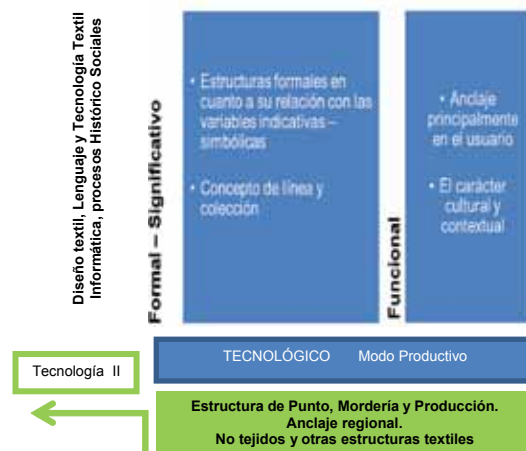 Diseño textil, Lenguaje y Tecnología Textil
Informática, procesos Histórico Sociales
Formal – Significativo
• Estructuras formales en
cuanto a su relación con las
variables indicativas –
simbólicas
• Concepto de línea y
colección
Funcional
• Anclaje
principalmente
en el usuario
• El carácter
cultural y
contextual
Tecnología II
TECNOLÓGICO Modo Productivo
Estructura de Punto, Mordería y Producción.
Anclaje regional.
No tejidos y otras estructuras textiles